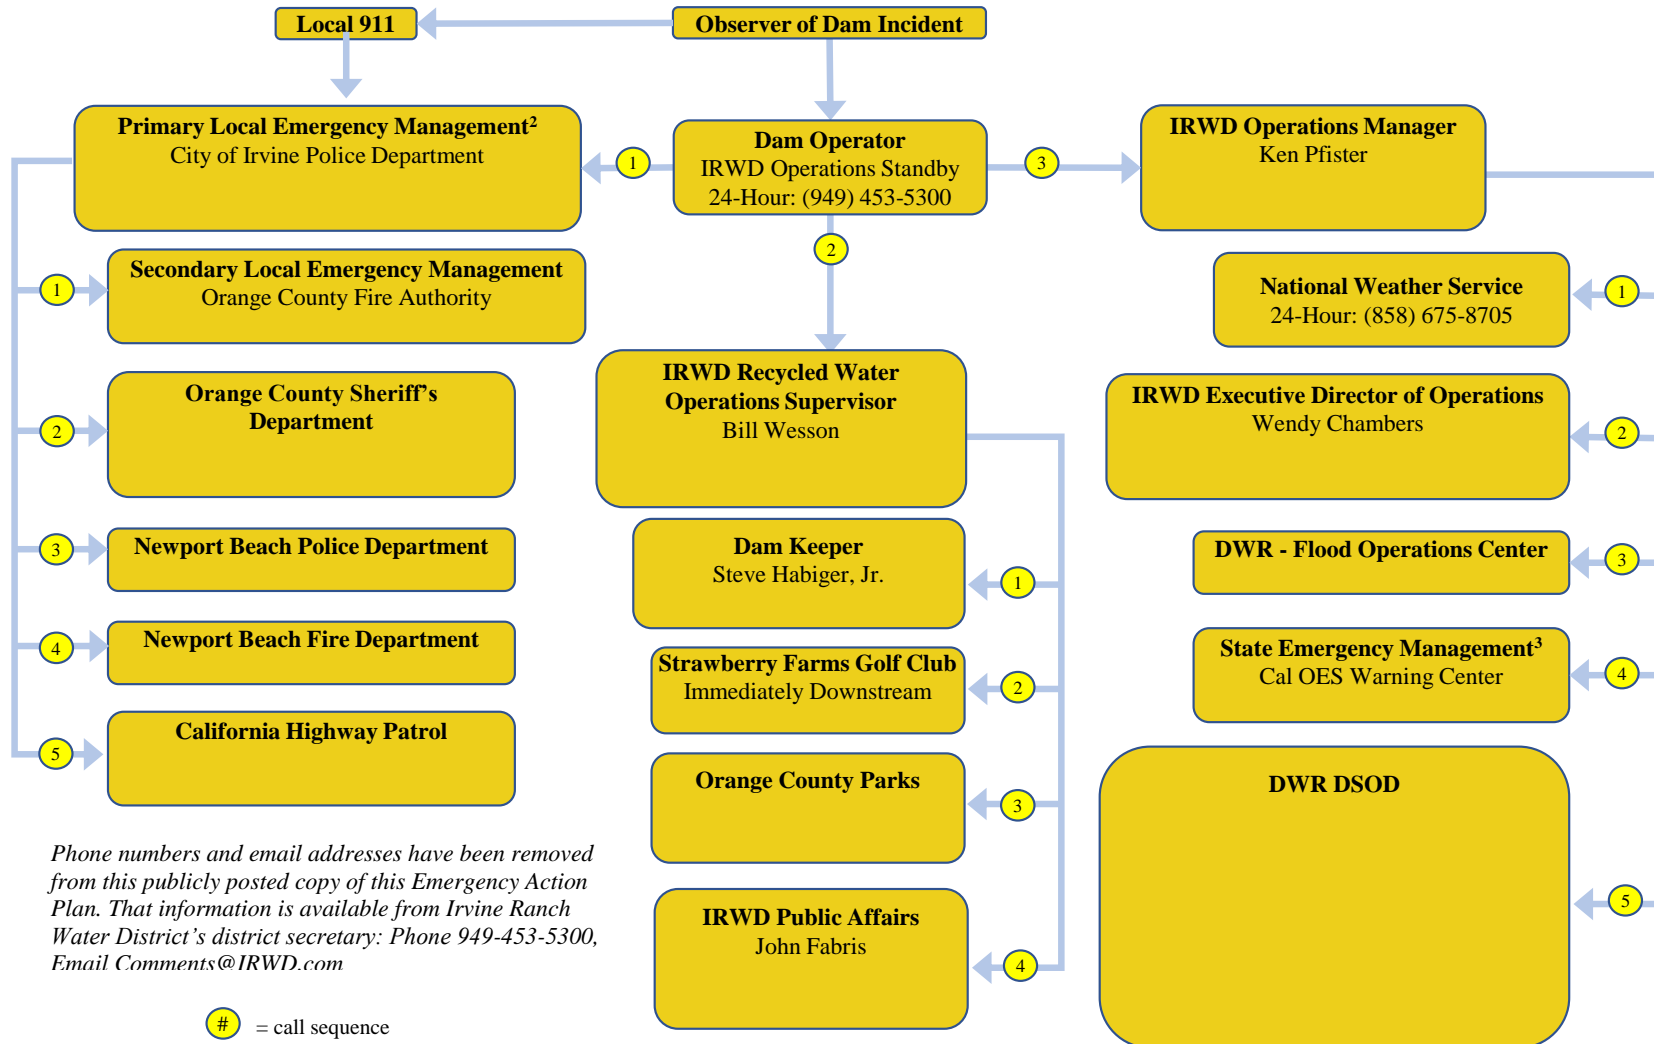 Local 911
Observer of Dam Incident
Primary Local Emergency Management²
City of Irvine Police Department
1
Dam Operator
IRWD Operations Standby
24-Hour: (949) 453-5300
3
IRWD Operations Manager
Ken Pfister
2
1
Secondary Local Emergency Management
Orange County Fire Authority
2
Orange County Sheriff's
Department
3
Newport Beach Police Department
4
Newport Beach Fire Department
5
California Highway Patrol
IRWD Recycled Water
Operations Supervisor
Bill Wesson
Dam Keeper
Steve Habiger, Jr.
1
Strawberry Farms Golf Club
Immediately Downstream
2
Orange County Parks
3
IRWD Public Affairs
John Fabris
4
National Weather Service
24-Hour: (858) 675-8705
1
IRWD Executive Director of Operations
Wendy Chambers
2
DWR - Flood Operations Center
3
State Emergency Management³
Cal OES Warning Center
4
DWR DSOD
5
Phone numbers and email addresses have been removed
from this publicly posted copy of this Emergency Action
Plan. That information is available from Irvine Ranch
Water District's district secretary: Phone 949-453-5300,
Email Comments@IRWD.com
# = call sequence